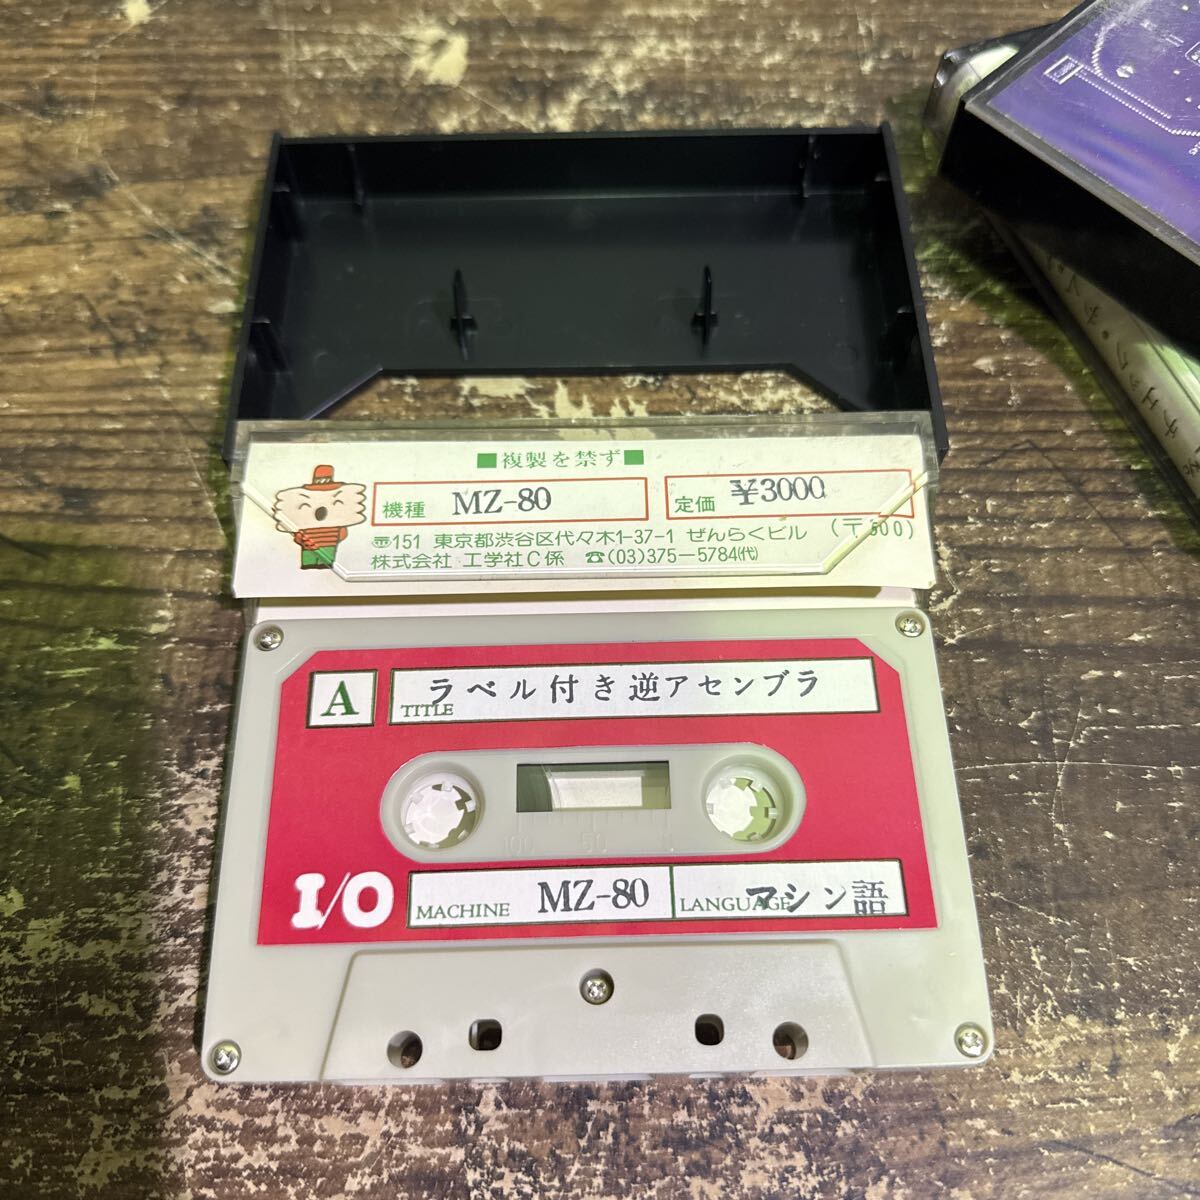 ■複製を禁ず■
機種 MZ-80
定価 ¥3000
〠151 東京都渋谷区代々木1-37-1 ぜんらくビル (〒500)
株式会社 工学社C係 ☎(03)375-5784(代)
A
TITLE ラベル付き逆アセンブラ
100 50 0
I/O
MACHINE MZ-80
LANGUAGE マシン語